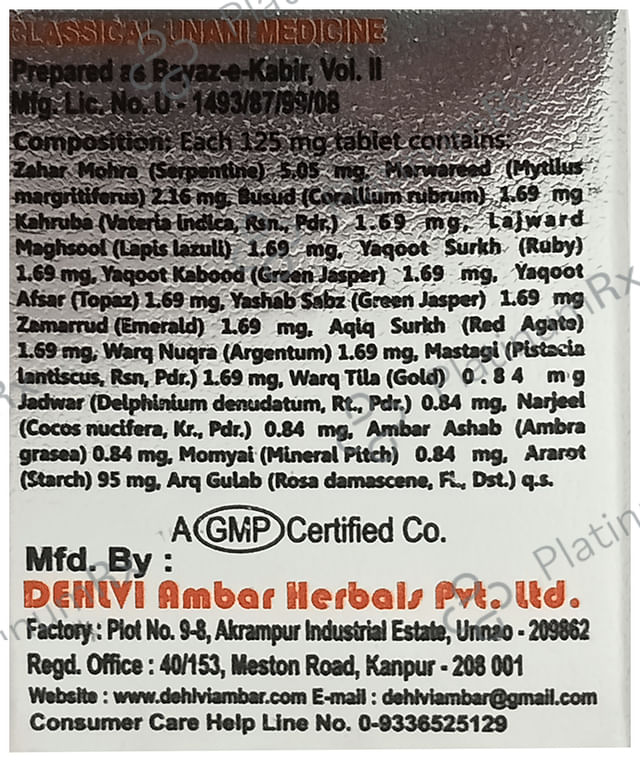 CLASSICAL UNANI MEDICINE
Prepared as Bayaz-e-Kabir, Vol. II
Mfg. Lic. No. U - 1493/87/99/08
Composition: Each 125 mg tablet contains:
Zahar Mohra (Serpentine) 5.05 mg, Marwareed (Mytilus
margritiferus) 2.16 mg, Busud (Corallium rubrum) 1.69 mg
Kahruba (Vateria indica, Rsn., Pdr.) 1.69 mg, Lajward
Maghsool (Lapis lazuli) 1.69 mg, Yaqoot Surkh (Ruby)
1.69 mg, Yaqoot Kabood (Green Jasper) 1.69 mg, Yaqoot
Afsar (Topaz) 1.69 mg, Yashab Sabz (Green Jasper) 1.69 mg
Zamarrud (Emerald) 1.69 mg, Aqiq Surkh (Red Agate)
1.69 mg, Warq Nuqra (Argentum) 1.69 mg, Mastagi (Pistacia
lantiscus, Rsn, Pdr.) 1.69 mg, Warq Tila (Gold) 0.84 mg
Jadwar (Delphinium denudatum, Rt., Pdr.) 0.84 mg, Narjeel
(Cocos nucifera, Kr., Pdr.) 0.84 mg, Ambar Ashab (Ambra
grasea) 0.84 mg, Momyai (Mineral Pitch) 0.84 mg, Ararot
(Starch) 95 mg, Arq Gulab (Rosa damascene, Fl., Dst.) q.s.
A GMP Certified Co.
Mfd. By :
DEHLVI Ambar Herbals Pvt. Ltd.
Factory : Plot No. 9-8, Akrampur Industrial Estate, Unnao - 209862
Regd. Office : 40/153, Meston Road, Kanpur - 208 001
Website : www.dehlviambar.com E-mail : dehlviambar@gmail.com
Consumer Care Help Line No. 0-9336525129